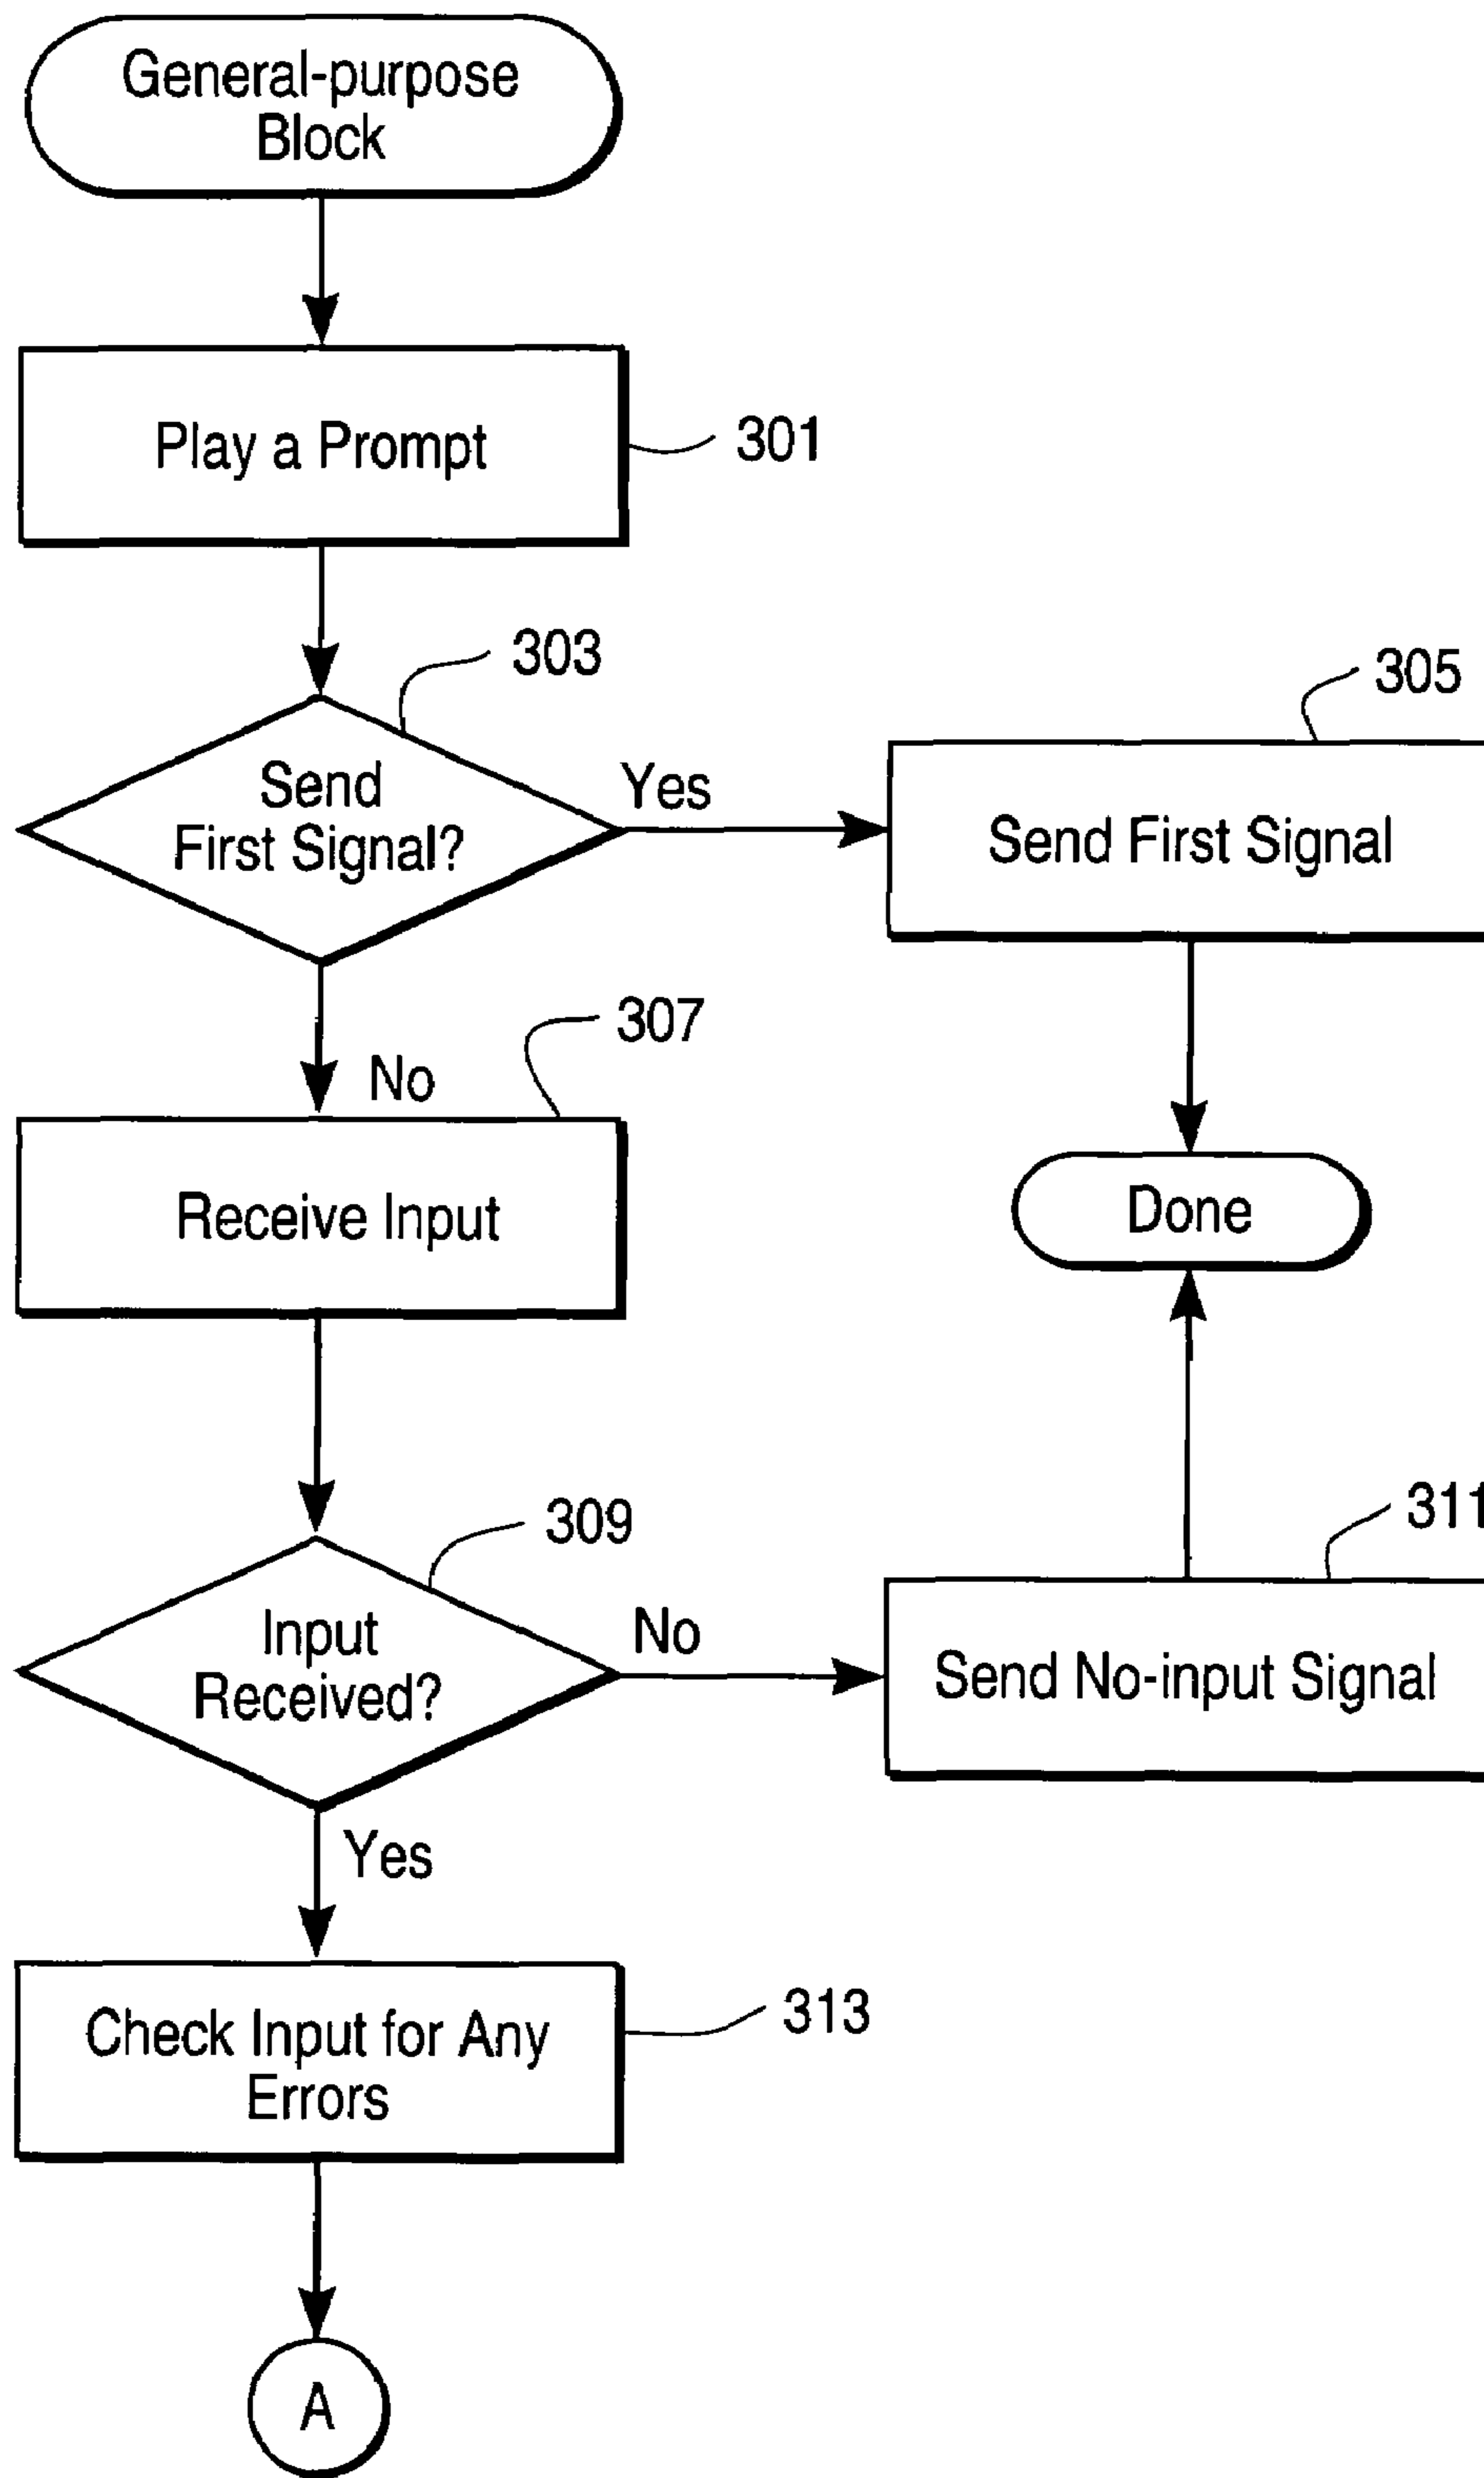 General-purpose
Block
Play a Prompt
301
303
Send
First Signal?
Yes
305
Send First Signal
No
307
Receive Input
Done
309
Input
Received?
No
311
Send No-input Signal
Yes
Check Input for Any
Errors
313
A